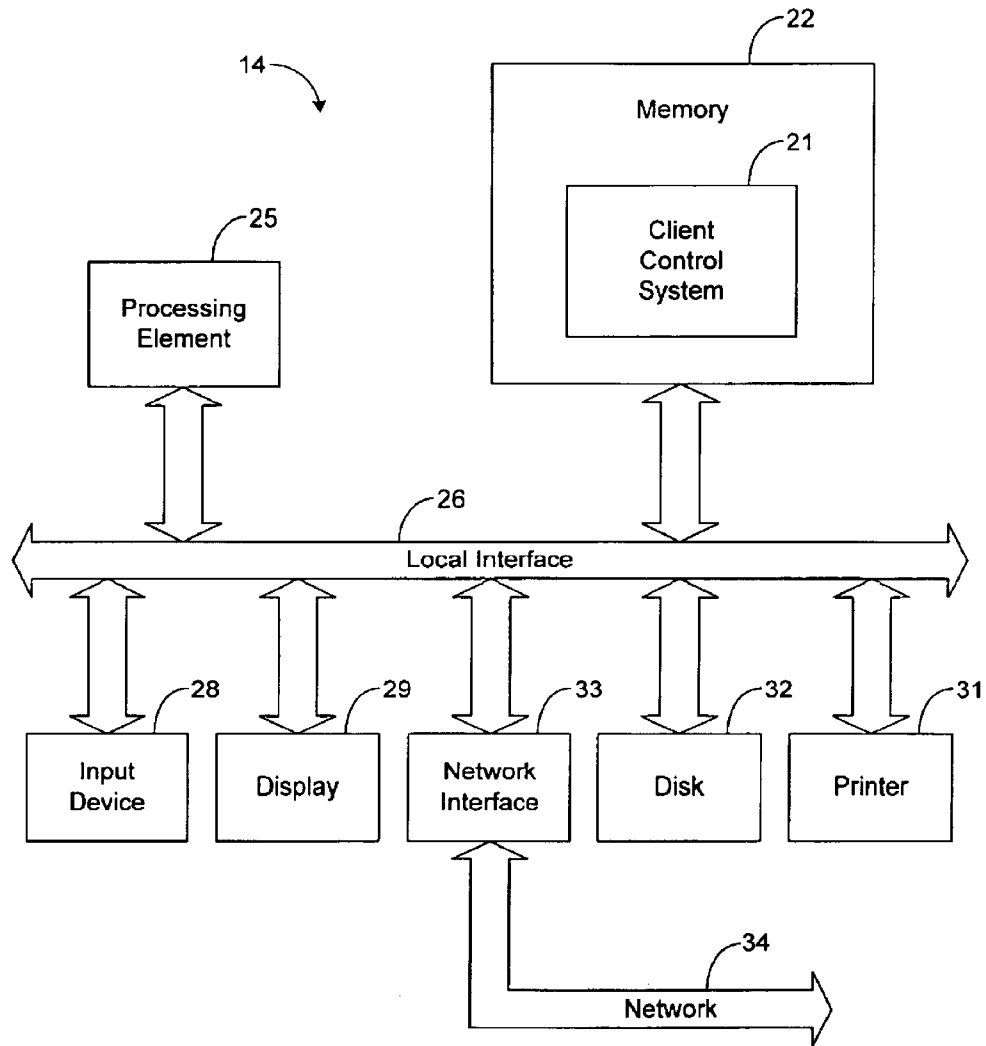 22
14
Memory
21
Client
Control
System
25
Processing
Element
26
Local Interface
28
29
33
32
31
Input
Device
Display
Network
Interface
Disk
Printer
34
Network